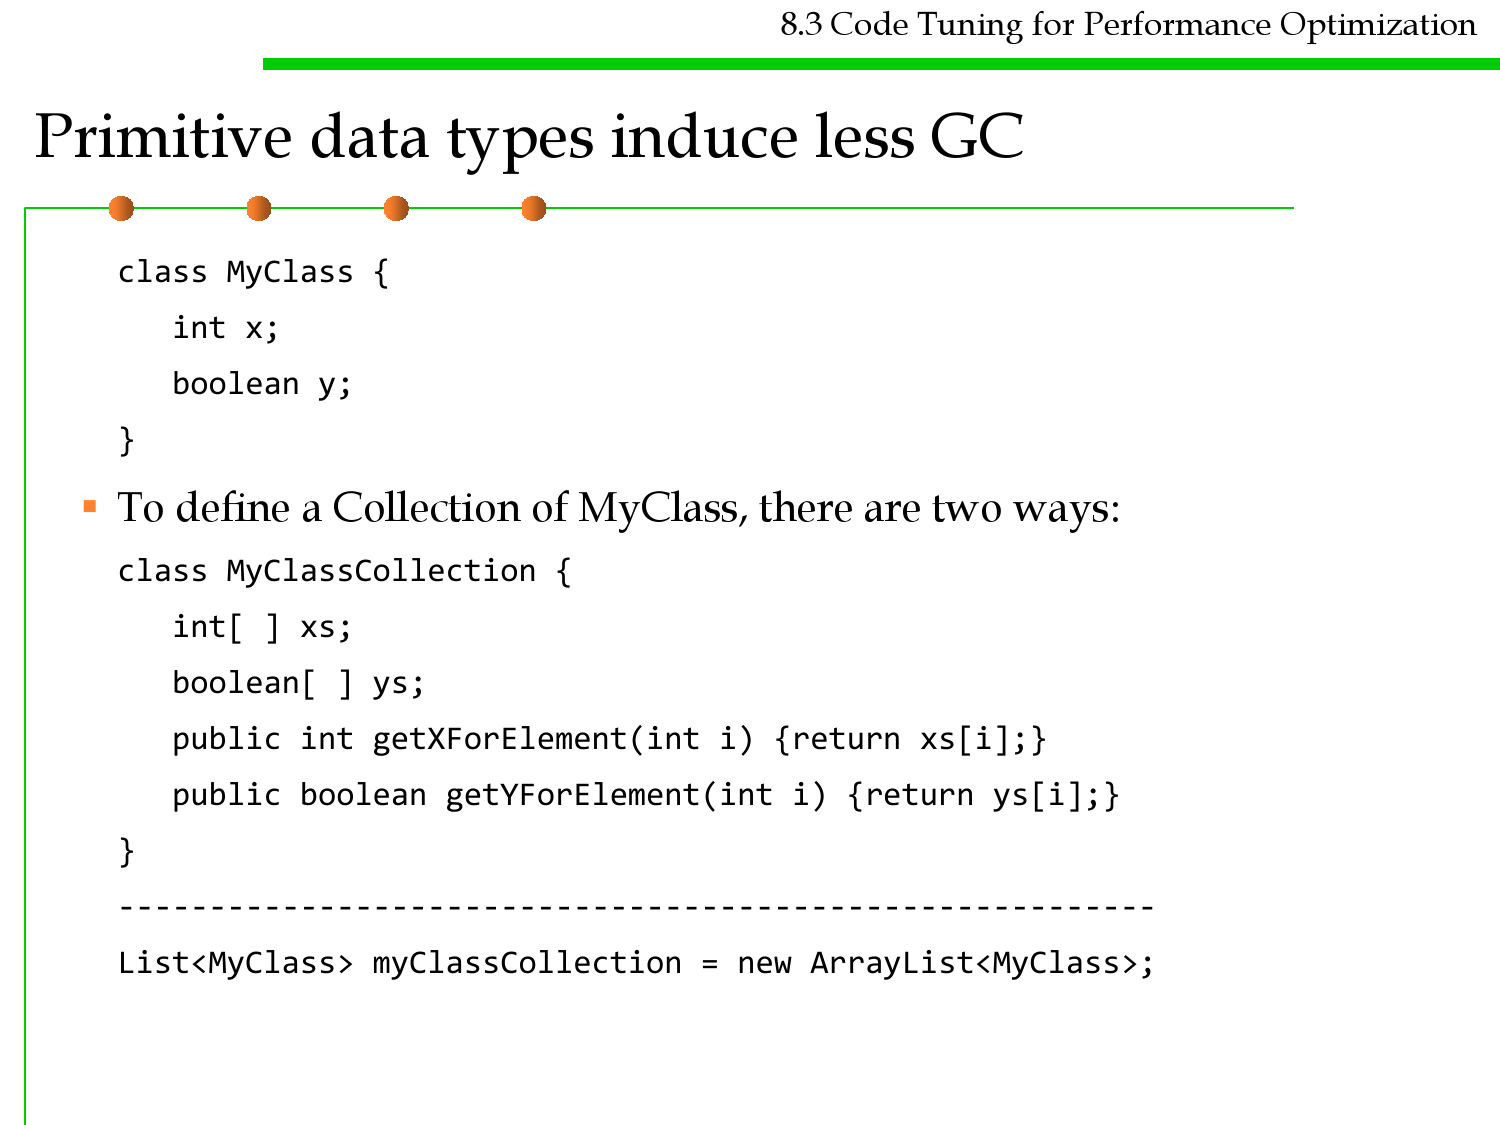 8.3 Code Tuning for Performance Optimization
Primitive data types induce less GC
class MyClass {
   int x;
   boolean y;
}
▪ To define a Collection of MyClass, there are two ways:
class MyClassCollection {
   int[ ] xs;
   boolean[ ] ys;
   public int getXForElement(int i) {return xs[i];}
   public boolean getYForElement(int i) {return ys[i];}
}
---------------------------------------------------------
List<MyClass> myClassCollection = new ArrayList<MyClass>;